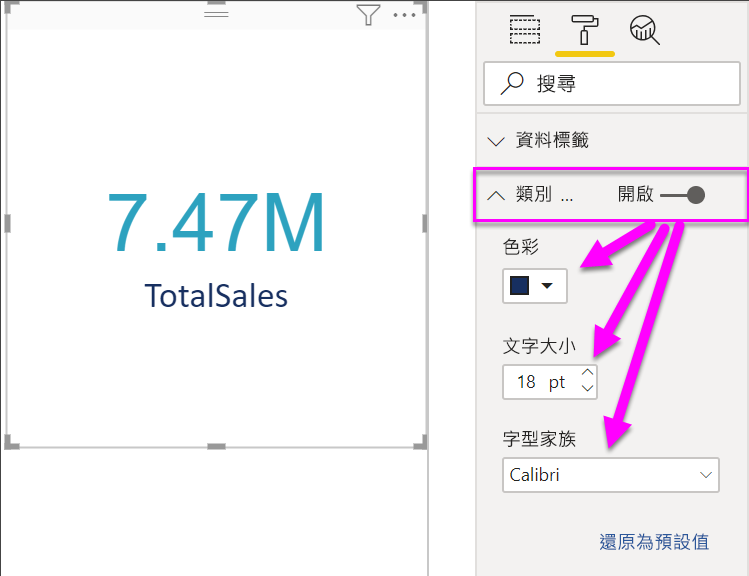 7.47M
TotalSales
搜尋
資料標籤
類別 ...
開啟
色彩
文字大小
18 pt
字型家族
Calibri
還原為預設值